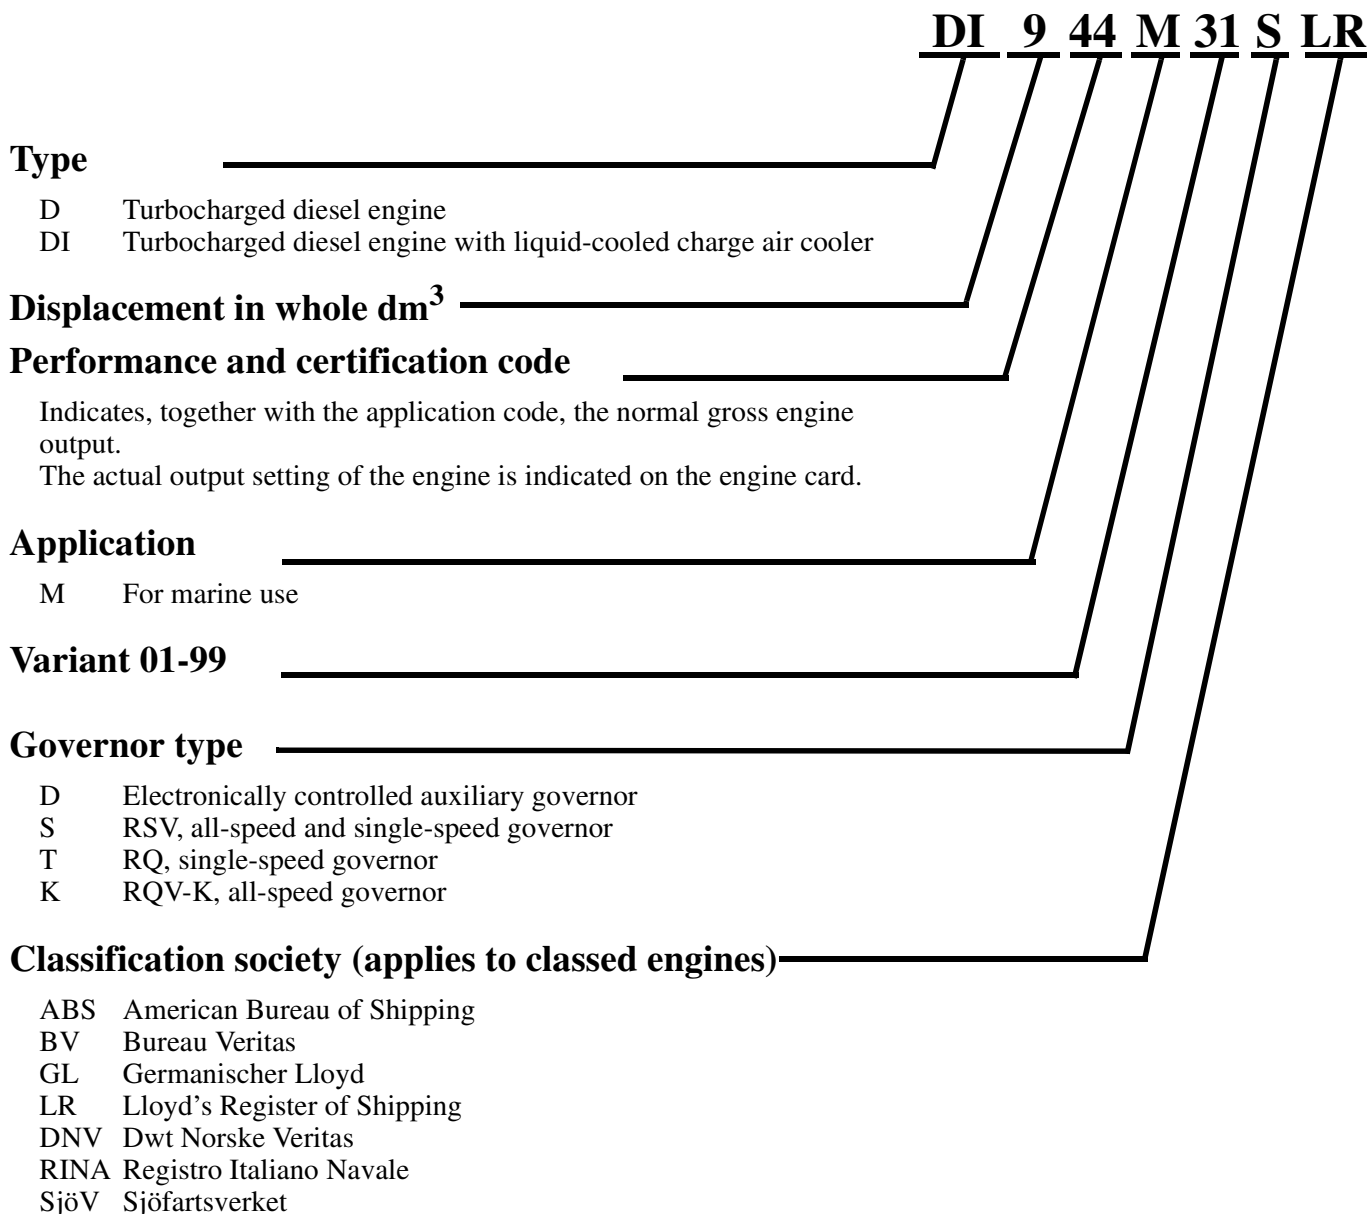 DI 9 44 M 31 S LR
Type
D Turbocharged diesel engine
DI Turbocharged diesel engine with liquid-cooled charge air cooler
Displacement in whole dm³
Performance and certification code
Indicates, together with the application code, the normal gross engine
output.
The actual output setting of the engine is indicated on the engine card.
Application
M For marine use
Variant 01-99
Governor type
D Electronically controlled auxiliary governor
S RSV, all-speed and single-speed governor
T RQ, single-speed governor
K RQV-K, all-speed governor
Classification society (applies to classed engines)
ABS American Bureau of Shipping
BV Bureau Veritas
GL Germanischer Lloyd
LR Lloyd’s Register of Shipping
DNV Dwt Norske Veritas
RINA Registro Italiano Navale
SjöV Sjöfartsverket